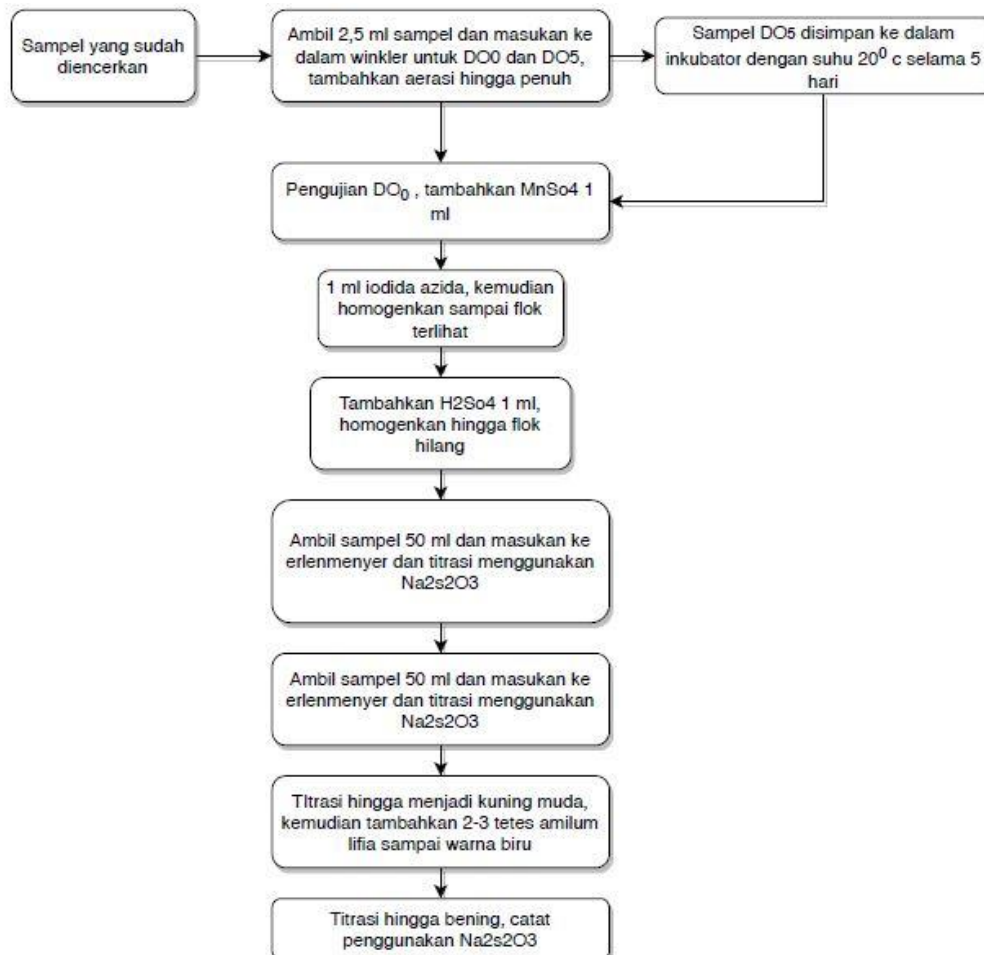 Sampel yang sudah
diencerkan
Ambil 2,5 ml sampel dan masukan ke
dalam winkler untuk DO0 dan DO5,
tambahkan aerasi hingga penuh
Sampel DO5 disimpan ke dalam
inkubator dengan suhu 20⁰ c selama 5
hari
Pengujian DO₀ , tambahkan MnSo4 1
ml
1 ml iodida azida, kemudian
homogenkan sampai flok
terlihat
Tambahkan H2So4 1 ml,
homogenkan hingga flok
hilang
Ambil sampel 50 ml dan masukan ke
erlenmenyer dan titrasi menggunakan
Na2s2O3
Ambil sampel 50 ml dan masukan ke
erlenmenyer dan titrasi menggunakan
Na2s2O3
TItrasi hingga menjadi kuning muda,
kemudian tambahkan 2-3 tetes amilum
lifia sampai warna biru
Titrasi hingga bening, catat
penggunakan Na2s2O3